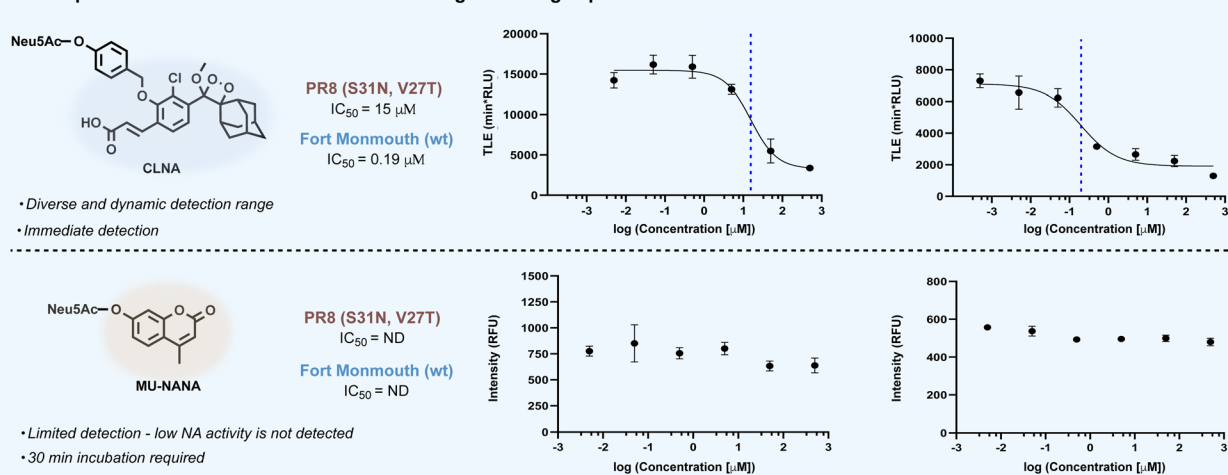 Neu5Ac
O
Cl
O
O
O
O
HO
O
CLNA
PR8 (S31N, V27T)
IC50 = 15 μM
Fort Monmouth (wt)
IC50 = 0.19 μM
• Diverse and dynamic detection range
• Immediate detection
TLE (min*RLU)
20000
15000
10000
5000
0
-3 -2 -1 0 1 2 3
log (Concentration [μM])
TLE (min*RLU)
10000
8000
6000
4000
2000
0
-3 -2 -1 0 1 2 3
log (Concentration [μM])
Neu5Ac
O
O
O
MU-NANA
PR8 (S31N, V27T)
IC50 = ND
Fort Monmouth (wt)
IC50 = ND
• Limited detection - low NA activity is not detected
• 30 min incubation required
Intensity (RFU)
1500
1250
1000
750
500
250
0
-3 -2 -1 0 1 2 3
log (Concentration [μM])
Intensity (RFU)
800
600
400
200
0
-3 -2 -1 0 1 2 3
log (Concentration [μM])